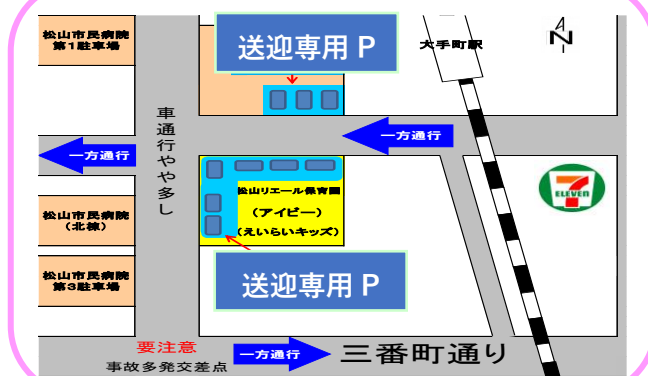 松山市民病院
第1駐車場
送迎専用 P
大手町駅
N
車通行やや多し
一方通行
一方通行
松山リエール保育園
(アイビー)
(えいらいキッズ)
7
ELEVEN
松山市民病院
(北棟)
松山市民病院
第3駐車場
送迎専用 P
要注意
事故多発交差点
一方通行
三番町通り